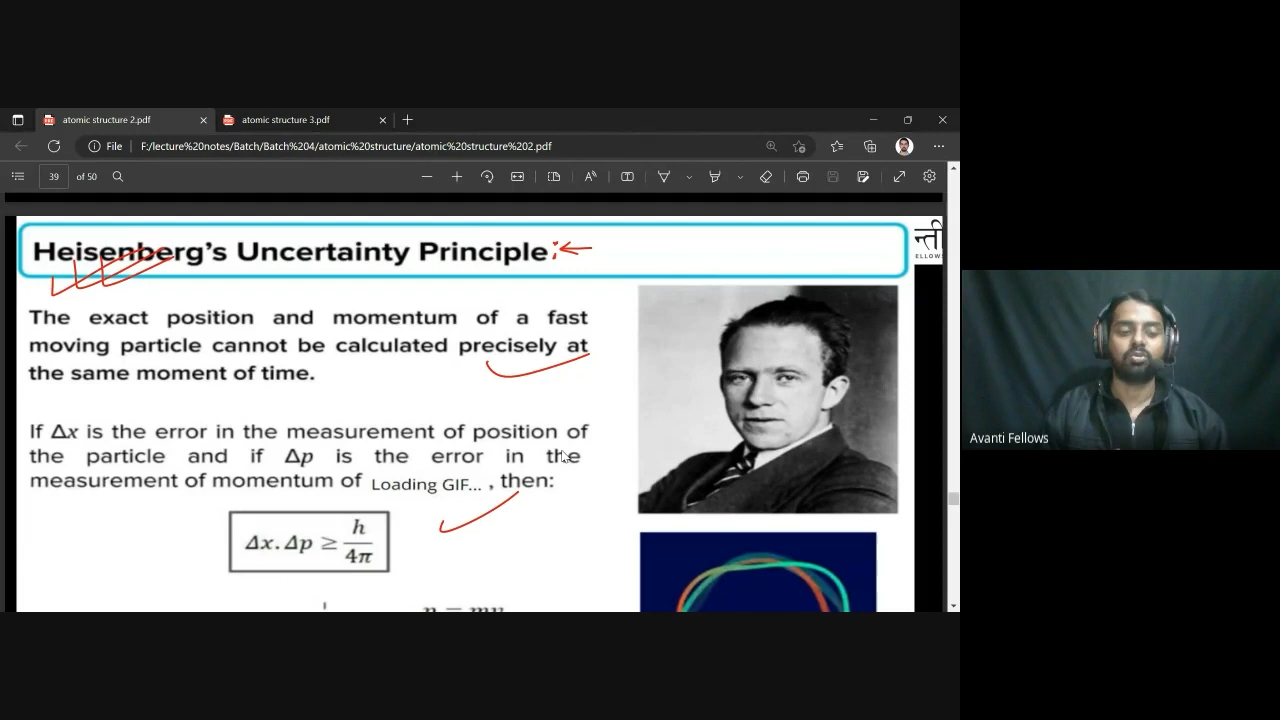 atomic structure 2.pdf
atomic structure 3.pdf
File
F:/lecture%20notes/Batch/Batch%204/atomic%20structure/atomic%20structure%202.pdf
39 of 50
Heisenberg's Uncertainty Principle:
न्ती
ELLOWS
The exact position and momentum of a fast
moving particle cannot be calculated precisely at
the same moment of time.
If Δx is the error in the measurement of position of
the particle and if Δp is the error in the
measurement of momentum of Loading GIF... , then:
Δx. Δp ≥ h/4π
p = mv
Avanti Fellows